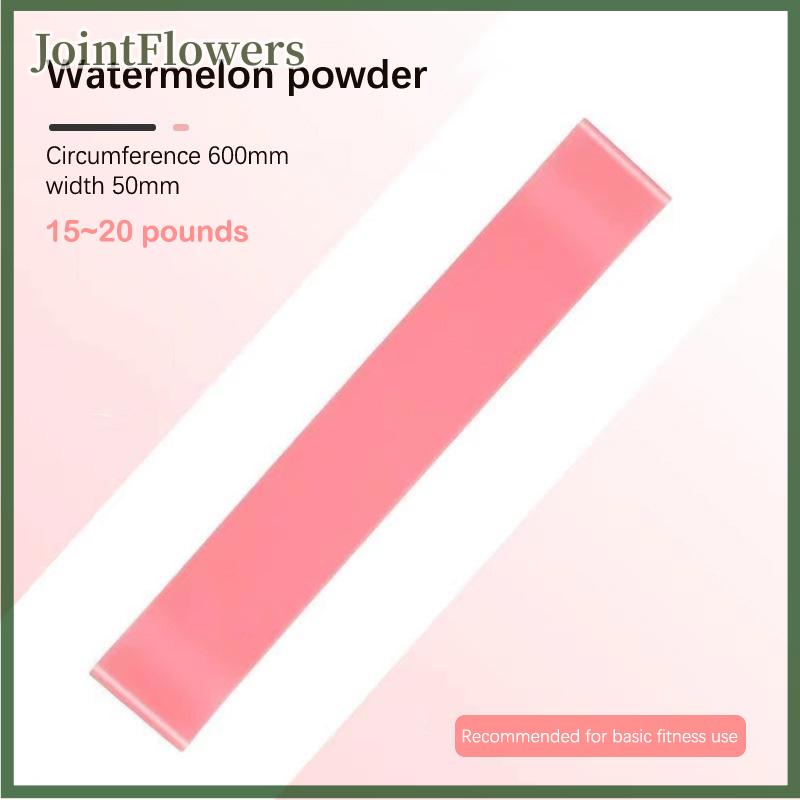 JointFlowers
Watermelon powder
Circumference 600mm
width 50mm
15~20 pounds
Recommended for basic fitness use